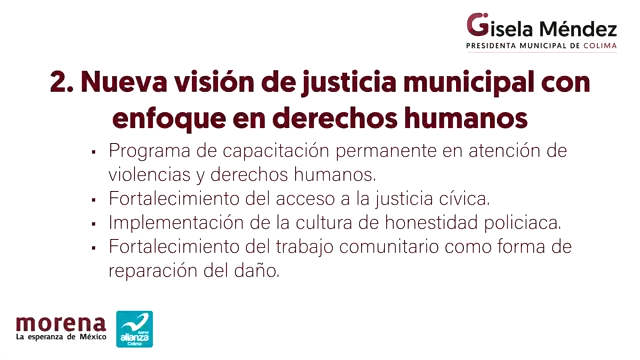 Gisela Méndez
PRESIDENTA MUNICIPAL DE COLIMA
2. Nueva visión de justicia municipal con
enfoque en derechos humanos
▪ Programa de capacitación permanente en atención de
violencias y derechos humanos.
▪ Fortalecimiento del acceso a la justicia cívica.
▪ Implementación de la cultura de honestidad policiaca.
▪ Fortalecimiento del trabajo comunitario como forma de
reparación del daño.
morena
La esperanza de México
alianza
Colima